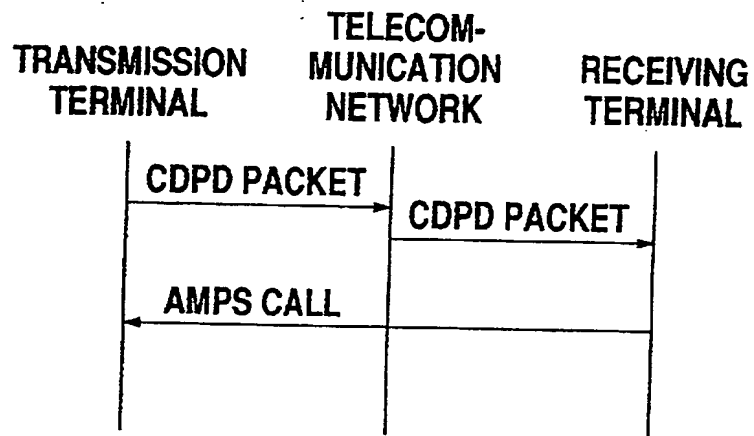 TRANSMISSION
TERMINAL
TELECOM-
MUNICATION
NETWORK
RECEIVING
TERMINAL
CDPD PACKET
CDPD PACKET
AMPS CALL